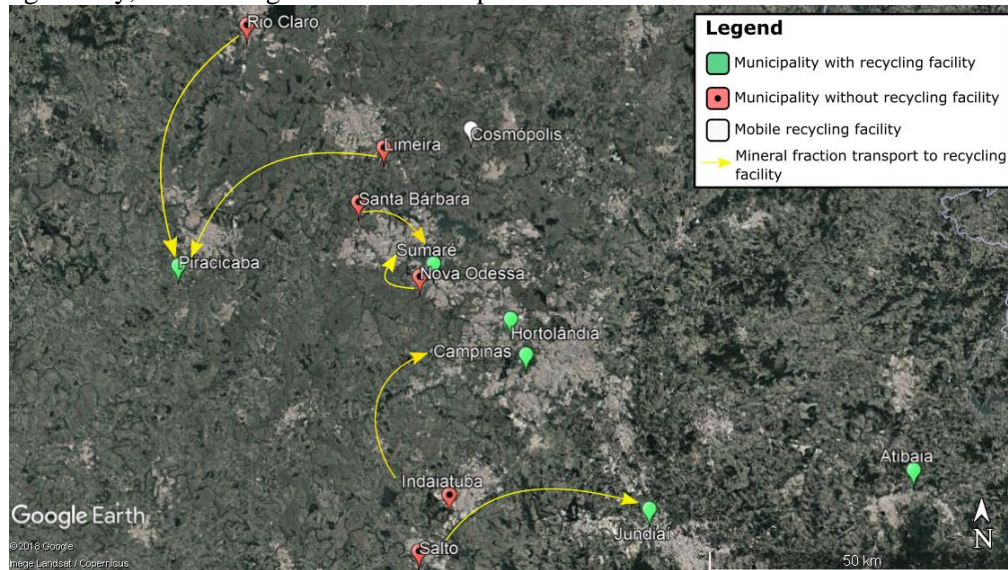 Rio Claro
Legend
Municipality with recycling facility
Municipality without recycling facility
Mobile recycling facility
Mineral fraction transport to recycling
facility
Cosmópolis
Limeira
Santa Bárbara
Sumaré
Piracicaba
Nova Odessa
Hortolândia
Campinas
Atibaia
Indaiatuba
Google Earth
Jundiaí
N
© 2018 Google
Image Landsat / Copernicus
Salto
50 km